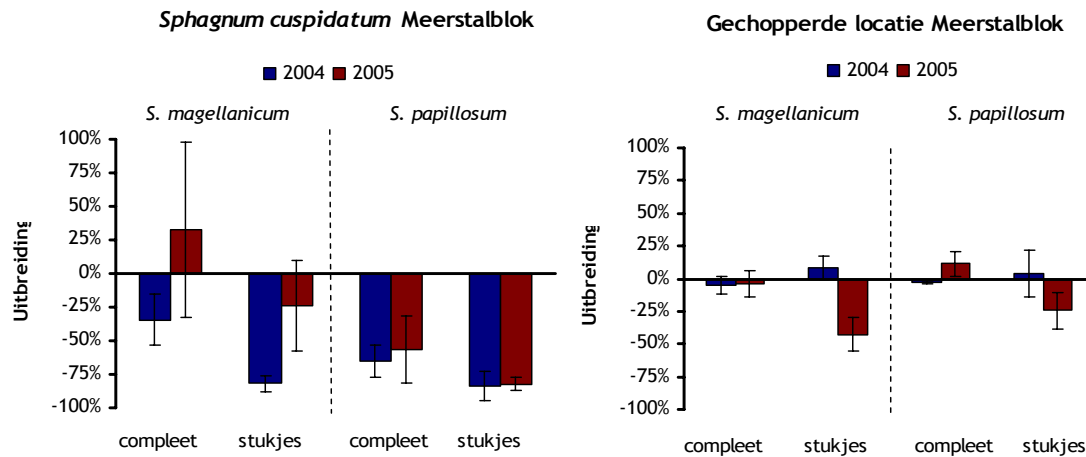 Sphagnum cuspidatum Meerstalblok
2004 2005
S. magellanicum S. papillosum
100%
75%
50%
25%
0%
-25%
-50%
-75%
-100%
Uitbreiding
compleet stukjes compleet stukjes
Gechopperde locatie Meerstalblok
2004 2005
S. magellanicum S. papillosum
100%
75%
50%
25%
0%
-25%
-50%
-75%
-100%
Uitbreiding
compleet stukjes compleet stukjes